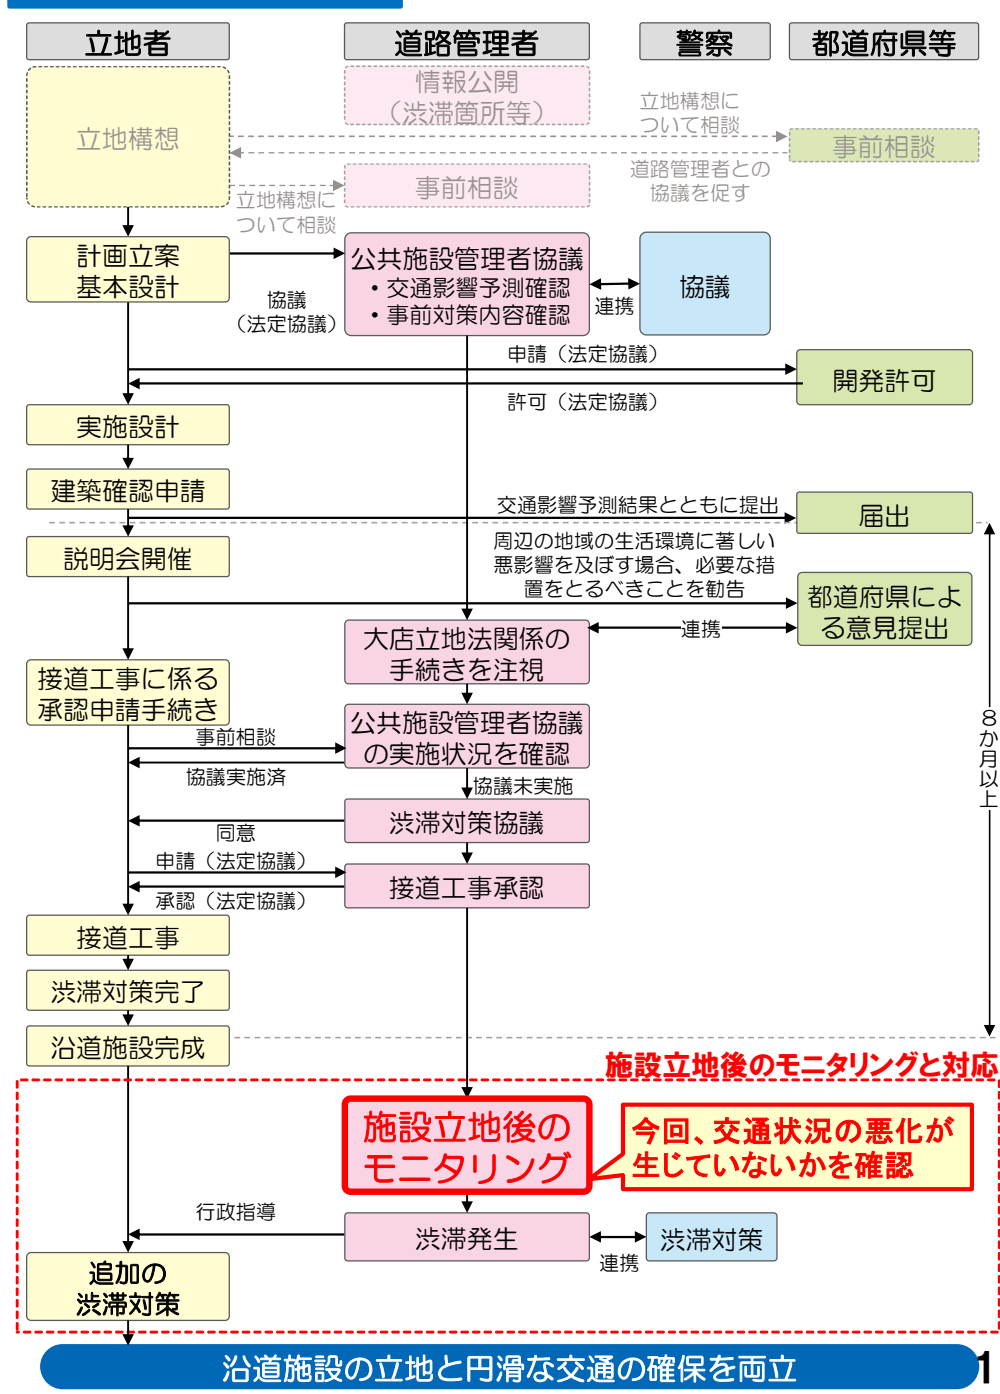 立地者
道路管理者
警察
都道府県等
立地構想
情報公開
（渋滞箇所等）
立地構想に
ついて相談
事前相談
道路管理者との
協議を促す
事前相談
立地構想に
ついて相談
計画立案
基本設計
公共施設管理者協議
・交通影響予測確認
・事前対策内容確認
協議
連携
協議
（法定協議）
申請（法定協議）
開発許可
許可（法定協議）
実施設計
建築確認申請
交通影響予測結果とともに提出
届出
説明会開催
周辺の地域の生活環境に著しい
悪影響を及ぼす場合、必要な措
置をとるべきことを勧告
都道府県によ
る意見提出
大店立地法関係の
手続きを注視
連携
接道工事に係る
承認申請手続き
公共施設管理者協議
の実施状況を確認
事前相談
協議実施済
協議未実施
8か月以上
渋滞対策協議
同意
申請（法定協議）
接道工事承認
承認（法定協議）
接道工事
渋滞対策完了
沿道施設完成
施設立地後のモニタリングと対応
施設立地後の
モニタリング
今回、交通状況の悪化が
生じていないかを確認
行政指導
渋滞発生
連携
渋滞対策
追加の
渋滞対策
沿道施設の立地と円滑な交通の確保を両立
1